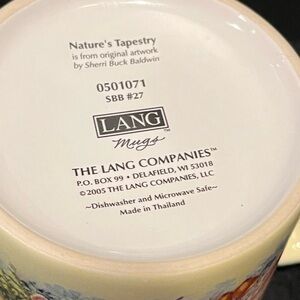 Nature's Tapestry
is from original artwork
by Sherri Buck Baldwin
0501071
SBB #27
LANG™
Mugs
THE LANG COMPANIES™
P.O. BOX 99 • DELAFIELD, WI 53018
©2005 THE LANG COMPANIES, LLC
~Dishwasher and Microwave Safe~
Made in Thailand